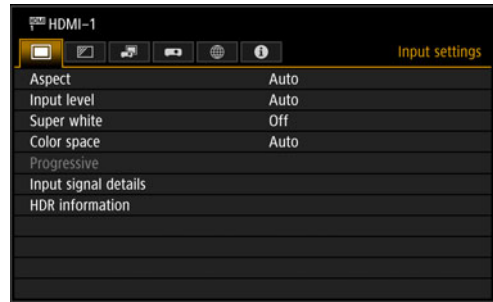 HDMI-1
Input settings
Aspect Auto
Input level Auto
Super white Off
Color space Auto
Progressive
Input signal details
HDR information